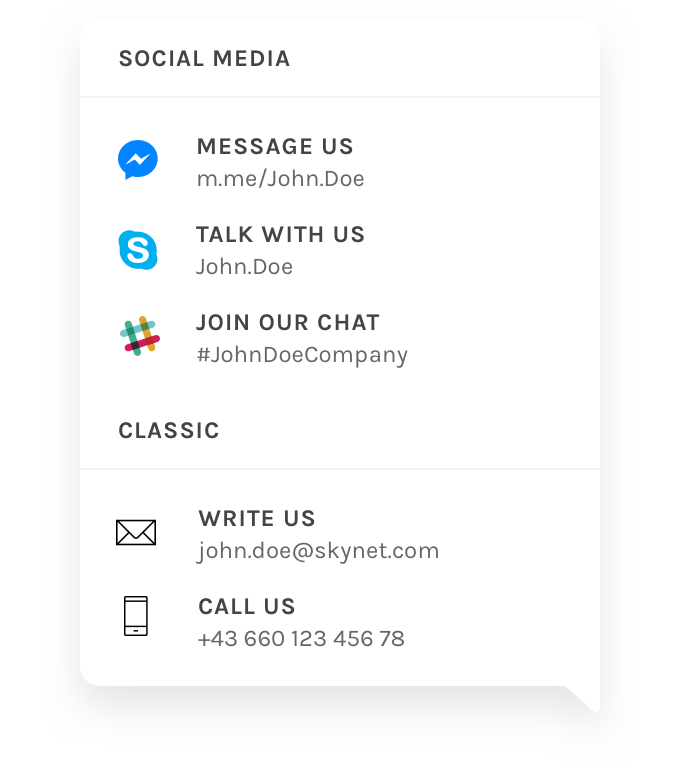 SOCIAL MEDIA
MESSAGE US
m.me/John.Doe
TALK WITH US
John.Doe
JOIN OUR CHAT
#JohnDoeCompany
CLASSIC
WRITE US
john.doe@skynet.com
CALL US
+43 660 123 456 78